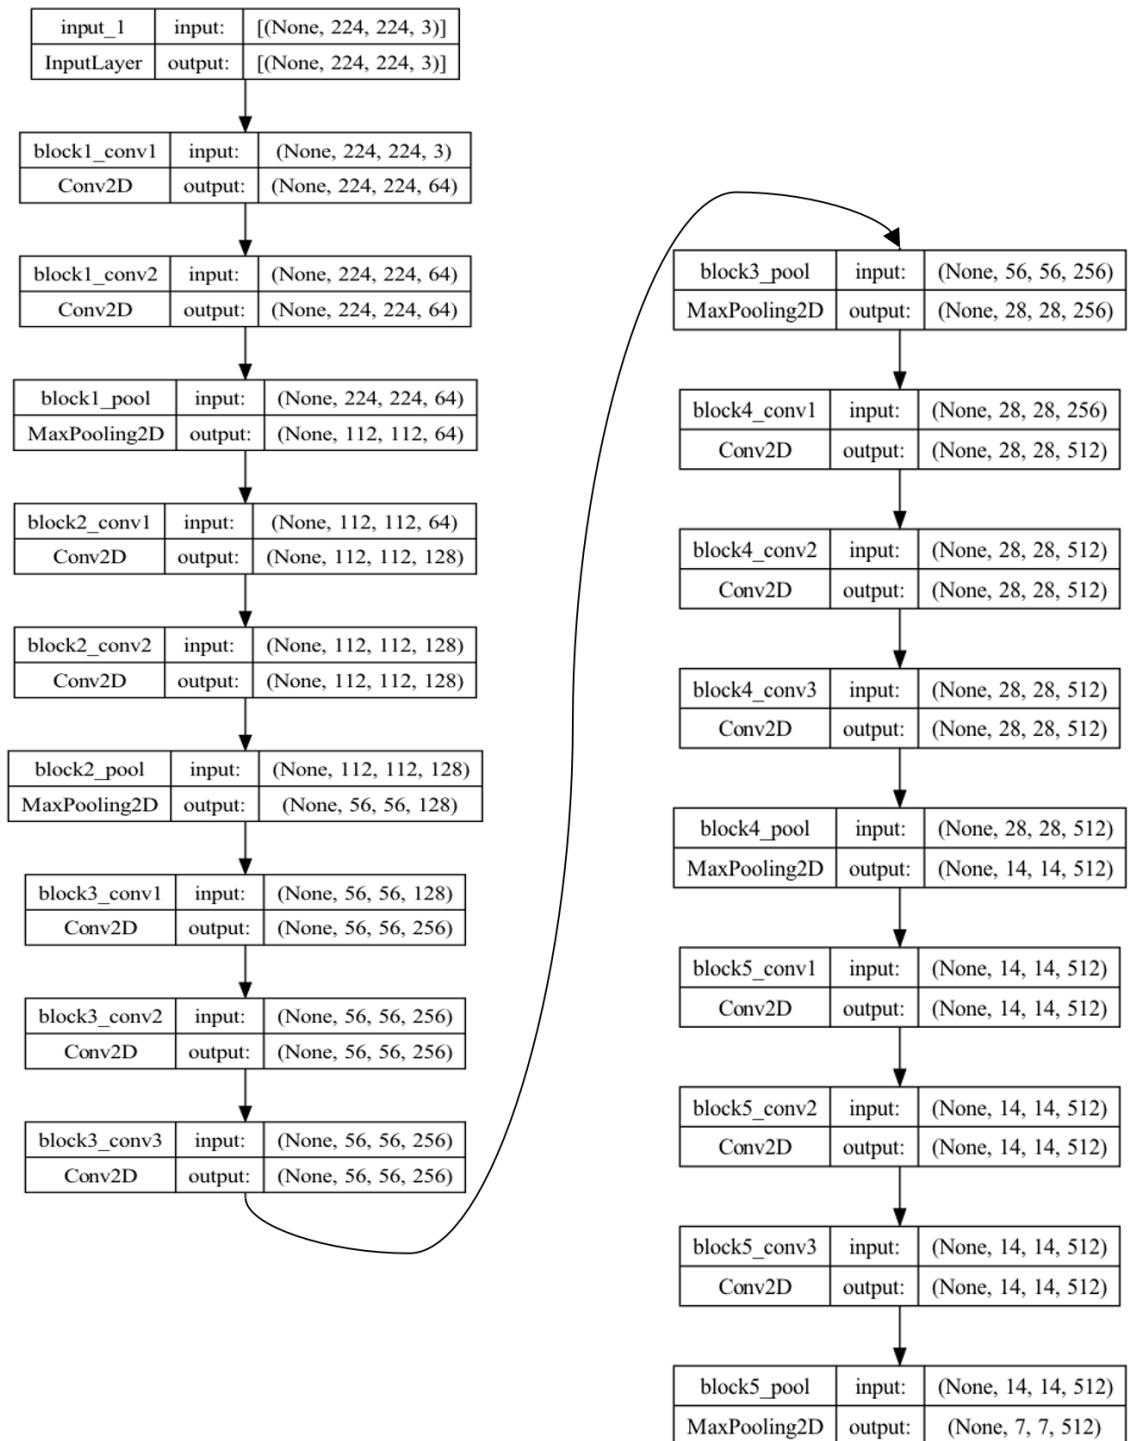 input_1 input: [(None, 224, 224, 3)]
InputLayer output: [(None, 224, 224, 3)]
block1_conv1 input: (None, 224, 224, 3)
Conv2D output: (None, 224, 224, 64)
block1_conv2 input: (None, 224, 224, 64)
Conv2D output: (None, 224, 224, 64)
block1_pool input: (None, 224, 224, 64)
MaxPooling2D output: (None, 112, 112, 64)
block2_conv1 input: (None, 112, 112, 64)
Conv2D output: (None, 112, 112, 128)
block2_conv2 input: (None, 112, 112, 128)
Conv2D output: (None, 112, 112, 128)
block2_pool input: (None, 112, 112, 128)
MaxPooling2D output: (None, 56, 56, 128)
block3_conv1 input: (None, 56, 56, 128)
Conv2D output: (None, 56, 56, 256)
block3_conv2 input: (None, 56, 56, 256)
Conv2D output: (None, 56, 56, 256)
block3_conv3 input: (None, 56, 56, 256)
Conv2D output: (None, 56, 56, 256)
block3_pool input: (None, 56, 56, 256)
MaxPooling2D output: (None, 28, 28, 256)
block4_conv1 input: (None, 28, 28, 256)
Conv2D output: (None, 28, 28, 512)
block4_conv2 input: (None, 28, 28, 512)
Conv2D output: (None, 28, 28, 512)
block4_conv3 input: (None, 28, 28, 512)
Conv2D output: (None, 28, 28, 512)
block4_pool input: (None, 28, 28, 512)
MaxPooling2D output: (None, 14, 14, 512)
block5_conv1 input: (None, 14, 14, 512)
Conv2D output: (None, 14, 14, 512)
block5_conv2 input: (None, 14, 14, 512)
Conv2D output: (None, 14, 14, 512)
block5_conv3 input: (None, 14, 14, 512)
Conv2D output: (None, 14, 14, 512)
block5_pool input: (None, 14, 14, 512)
MaxPooling2D output: (None, 7, 7, 512)